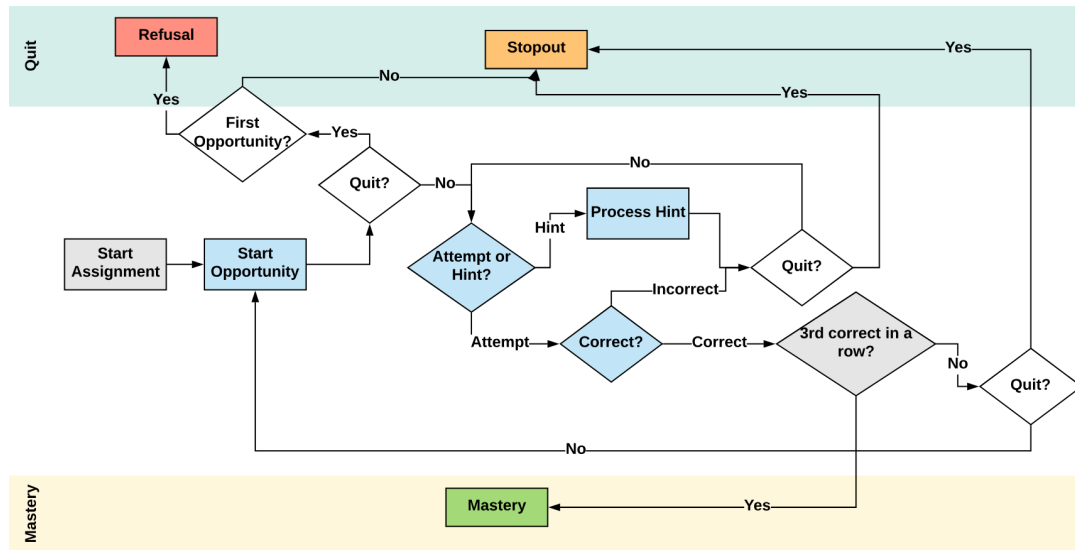 Quit
Refusal
Stopout
Yes
No
Yes
Yes
First
Opportunity?
Yes
No
Quit?
No
Process Hint
Hint
Start
Assignment
Start
Opportunity
Attempt or
Hint?
Quit?
Incorrect
Attempt
Correct?
Correct
3rd correct in a
row?
No
Quit?
No
Mastery
Mastery
Yes